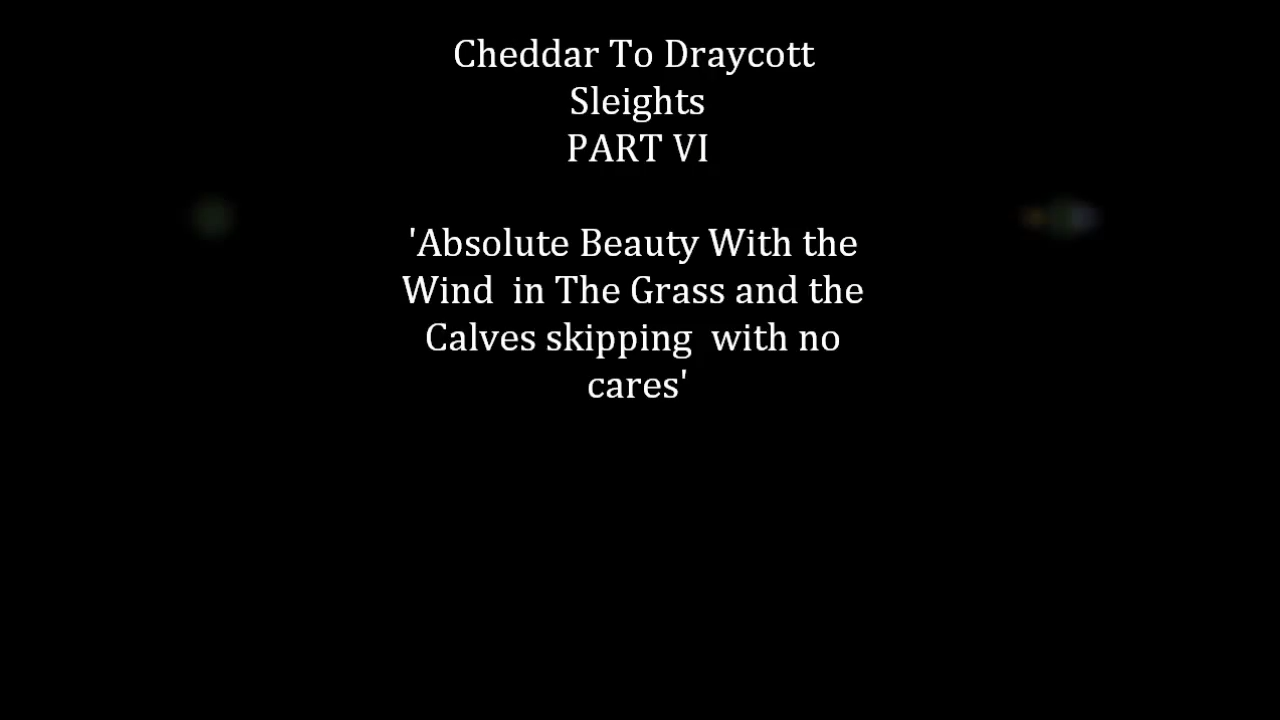 Cheddar To Draycott
Sleights
PART VI
'Absolute Beauty With the
Wind  in The Grass and the
Calves skipping  with no
cares'